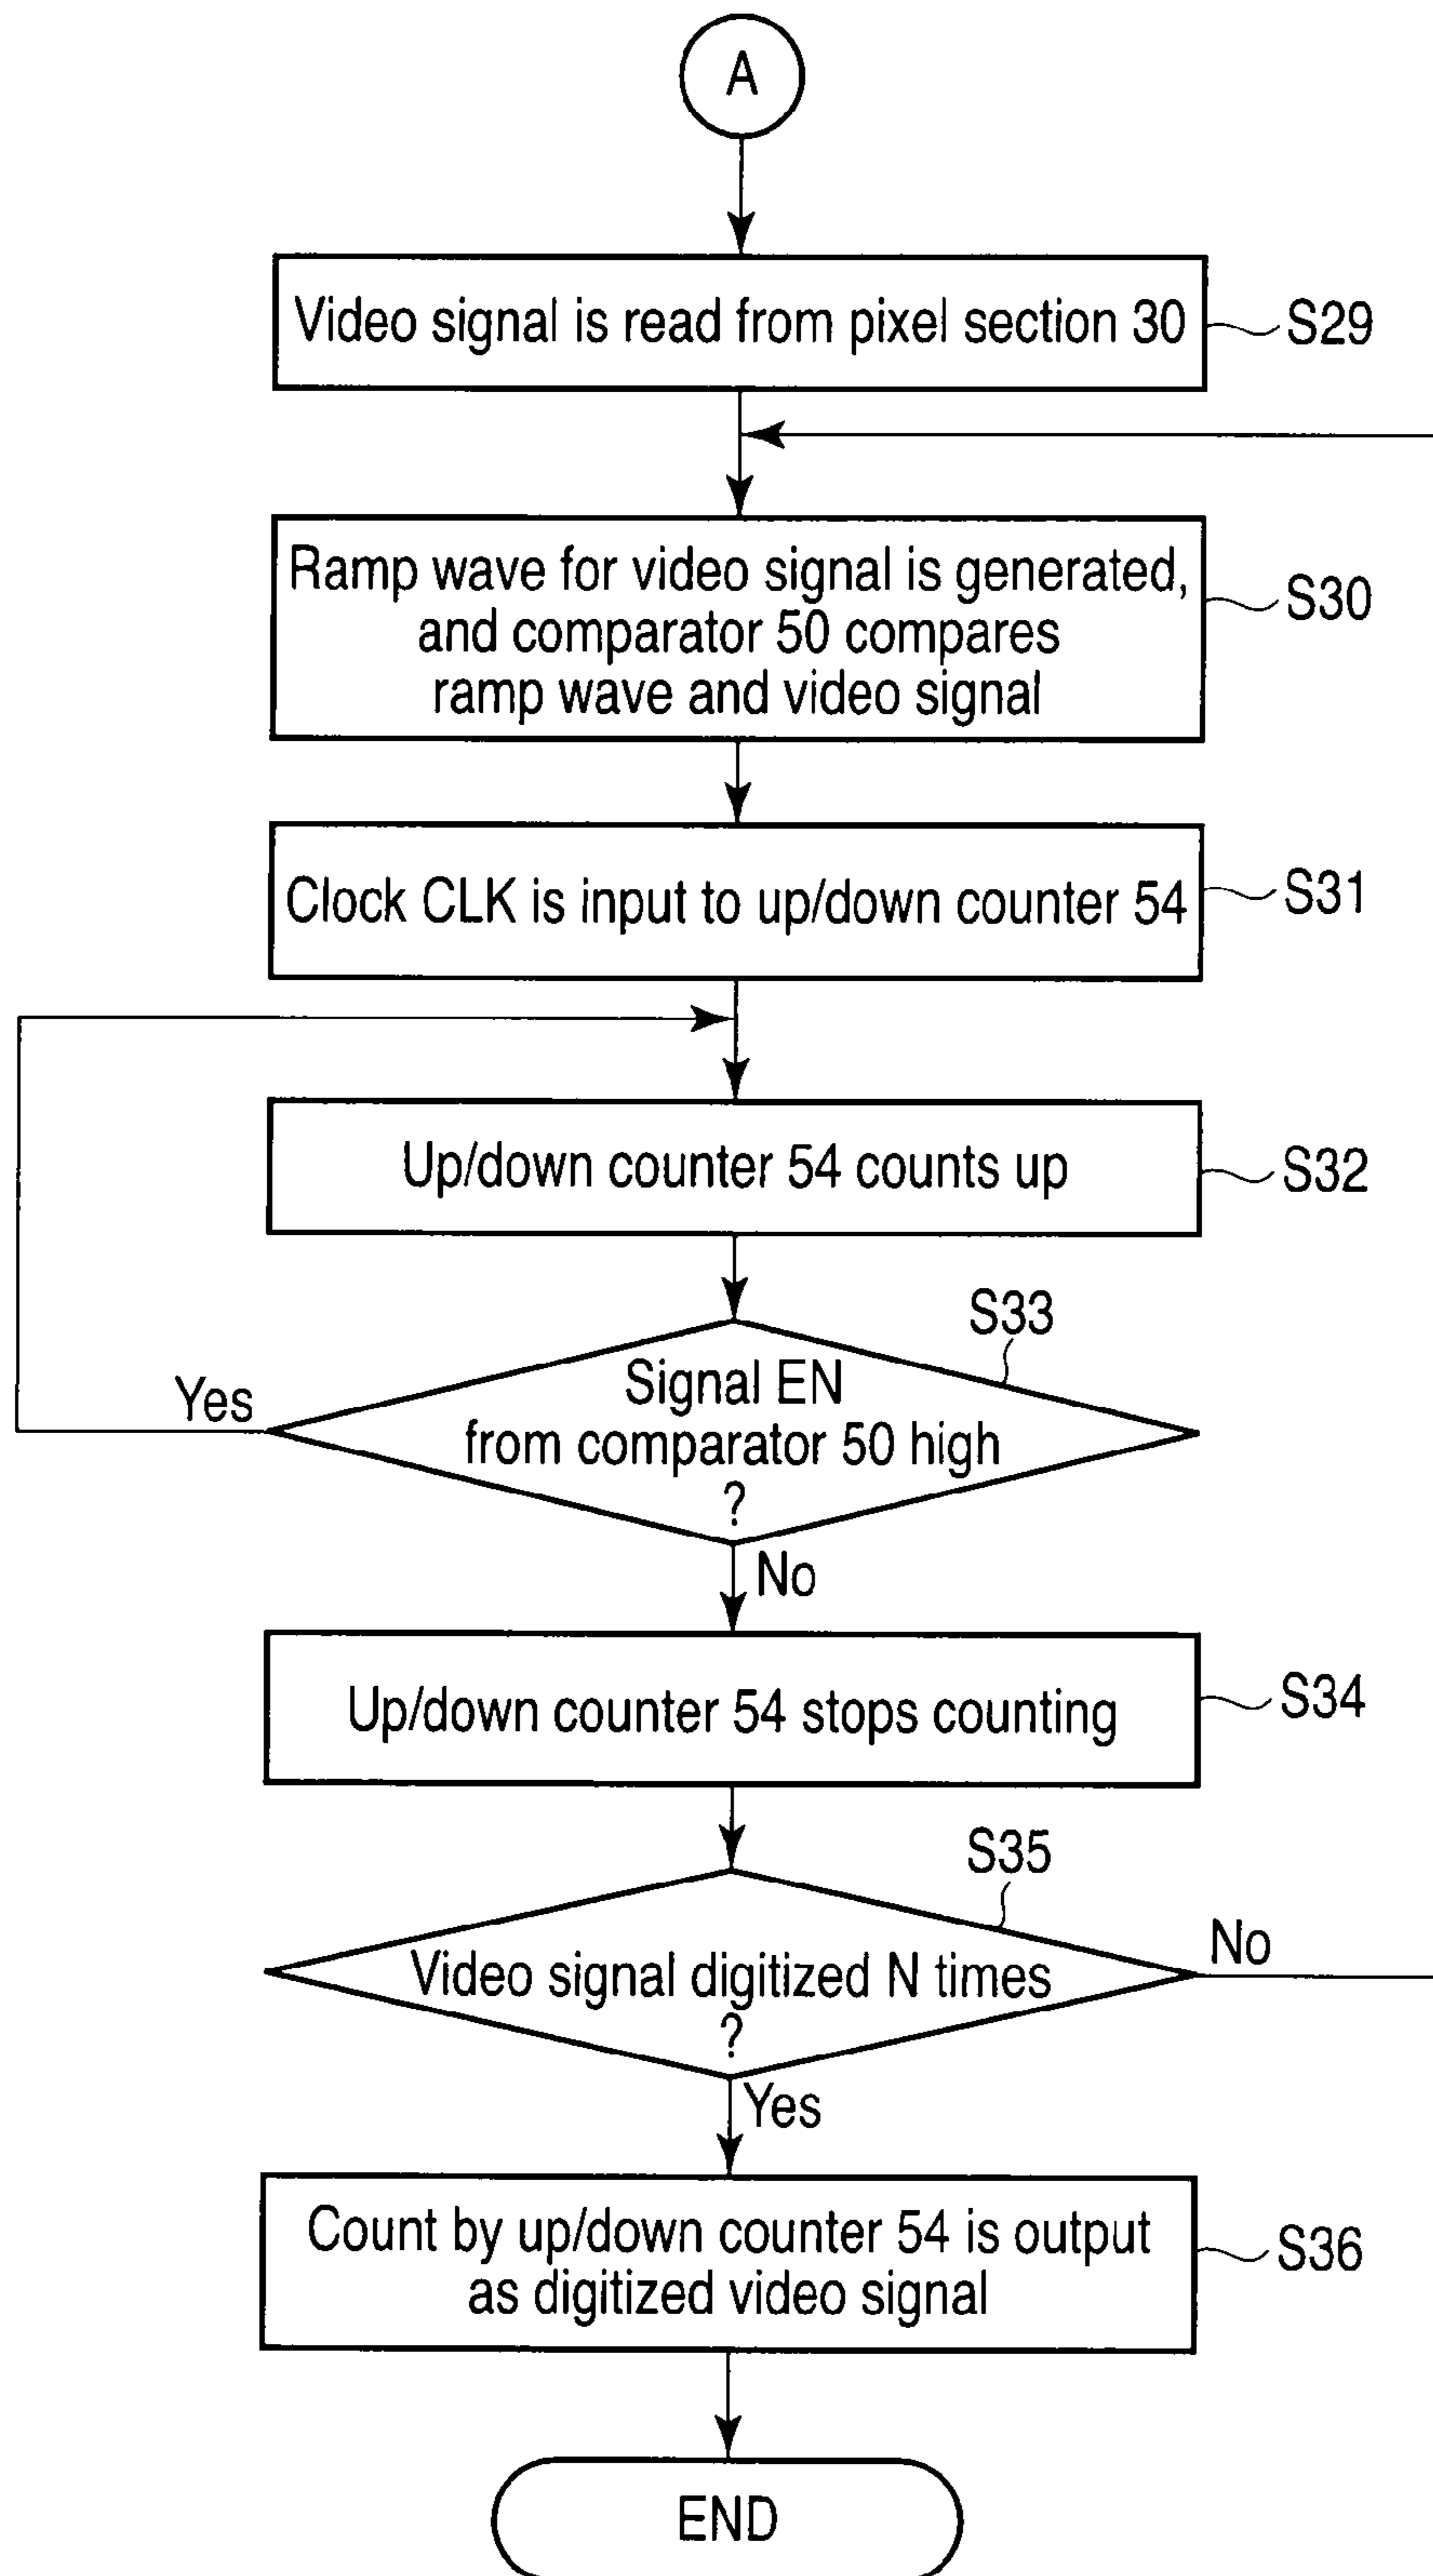 A
Video signal is read from pixel section 30
S29
Ramp wave for video signal is generated,
and comparator 50 compares
ramp wave and video signal
S30
Clock CLK is input to up/down counter 54
S31
Up/down counter 54 counts up
S32
S33
Signal EN
from comparator 50 high
?
Yes
No
Up/down counter 54 stops counting
S34
S35
Video signal digitized N times
?
No
Yes
Count by up/down counter 54 is output
as digitized video signal
S36
END